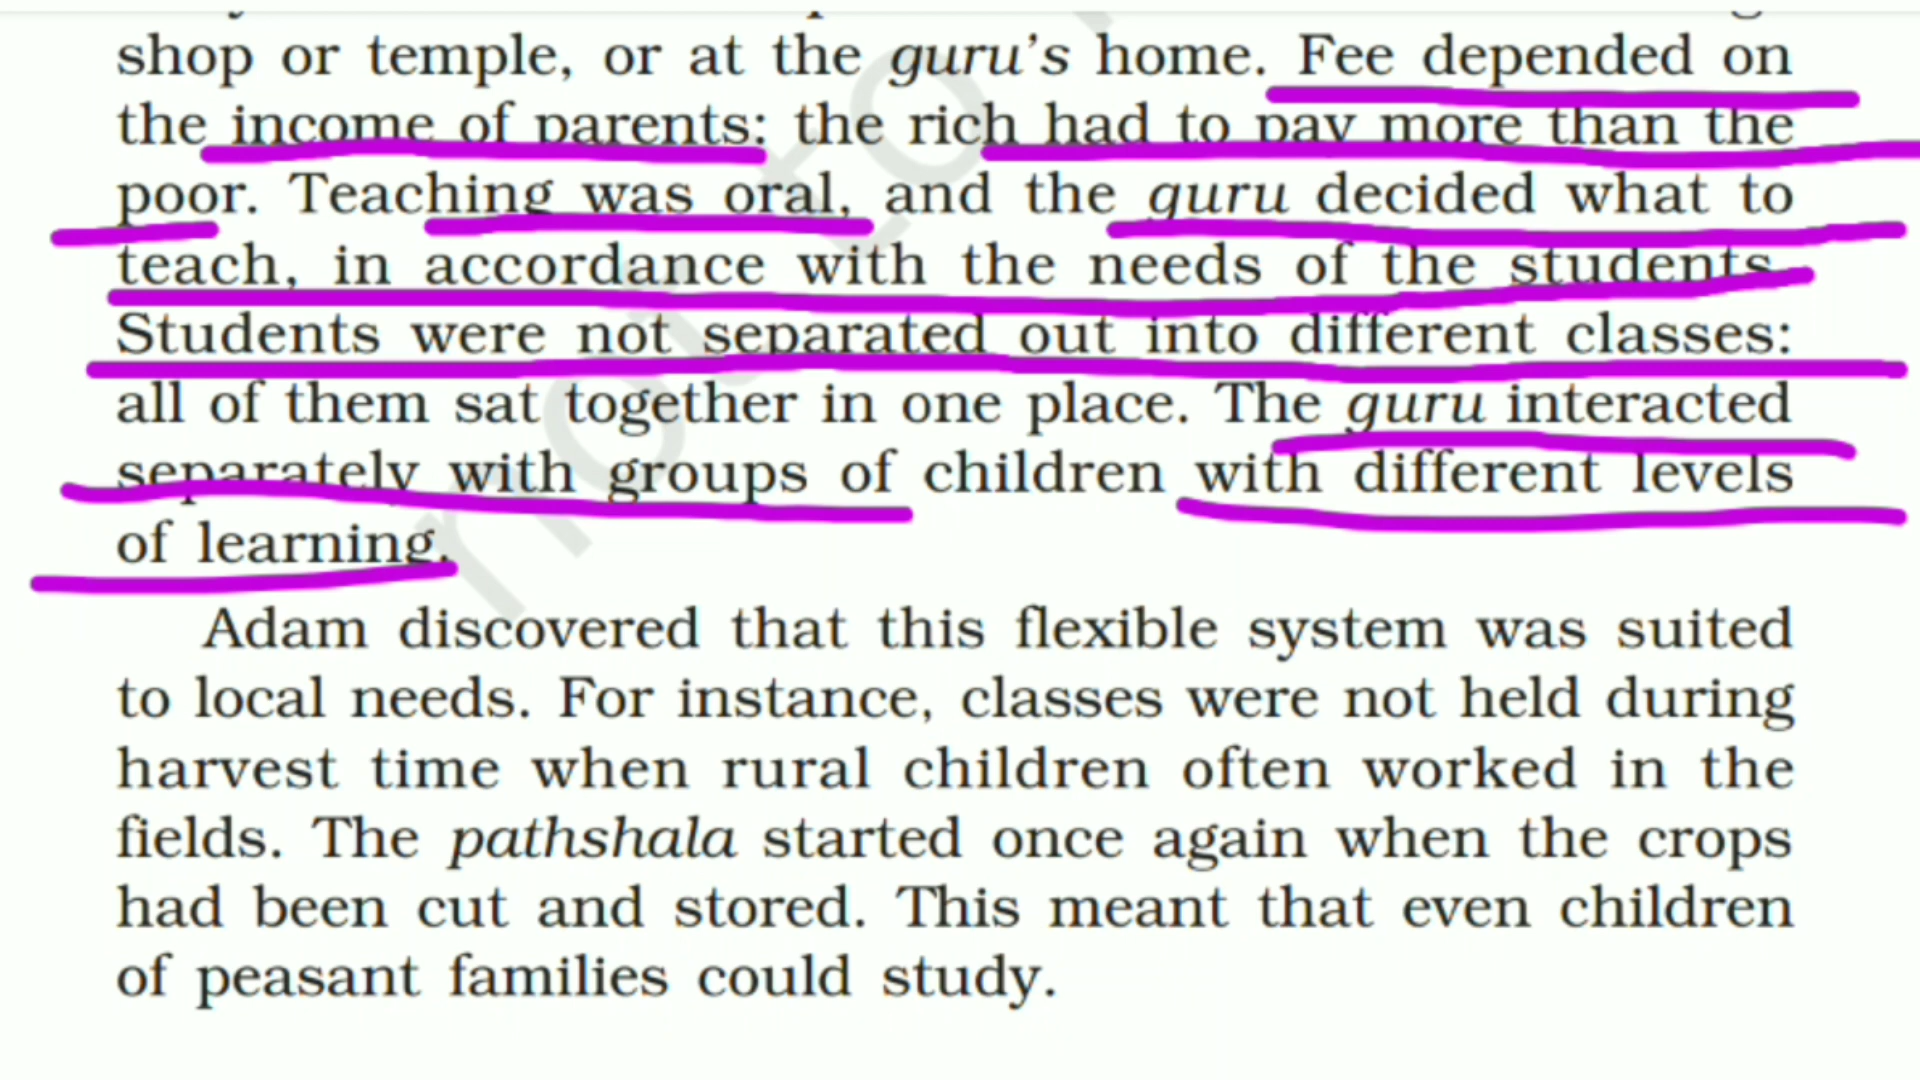 shop or temple, or at the guru’s home. Fee depended on
the income of parents: the rich had to pay more than the
poor. Teaching was oral, and the guru decided what to
teach, in accordance with the needs of the students.
Students were not separated out into different classes:
all of them sat together in one place. The guru interacted
separately with groups of children with different levels
of learning.
Adam discovered that this flexible system was suited
to local needs. For instance, classes were not held during
harvest time when rural children often worked in the
fields. The pathshala started once again when the crops
had been cut and stored. This meant that even children
of peasant families could study.
not to